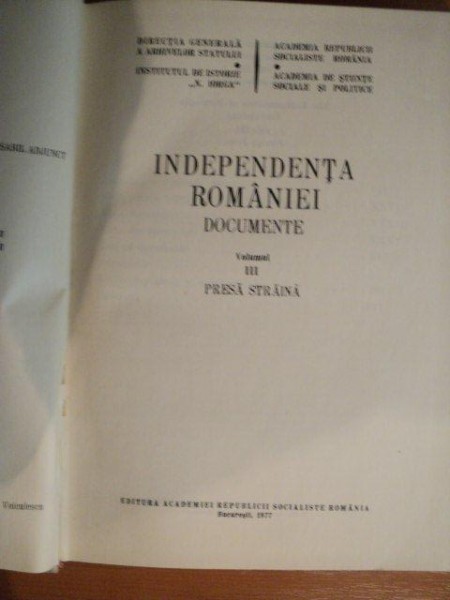 DIRECȚIA GENERALĂ
A ARHIVELOR STATULUI
INSTITUTUL DE ISTORIE
„N. IORGA”
ACADEMIA REPUBLICII
SOCIALISTE ROMÂNIA
ACADEMIA DE ȘTIINȚE
SOCIALE ȘI POLITICE
INDEPENDENȚA
ROMÂNIEI
DOCUMENTE
Volumul
III
PRESĂ STRĂINĂ
EDITURA ACADEMIEI REPUBLICII SOCIALISTE ROMÂNIA
București, 1977
Voiculescu